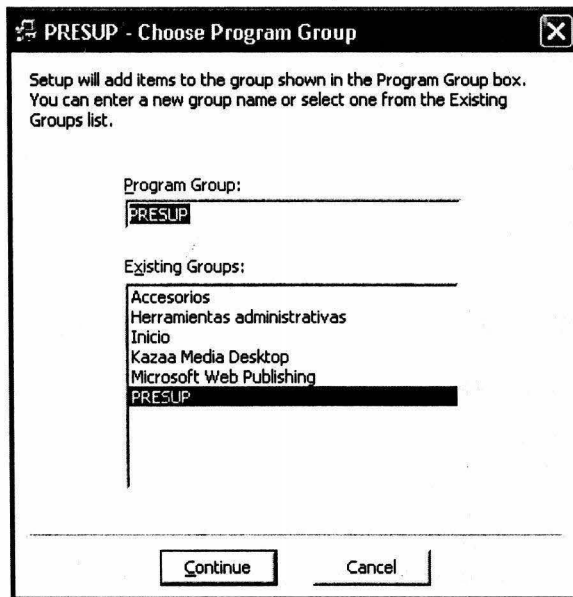 PRESUP - Choose Program Group
Setup will add items to the group shown in the Program Group box.
You can enter a new group name or select one from the Existing
Groups list.
Program Group:
PRESUP
Existing Groups:
Accesorios
Herramientas administrativas
Inicio
Kazaa Media Desktop
Microsoft Web Publishing
PRESUP
Continue
Cancel